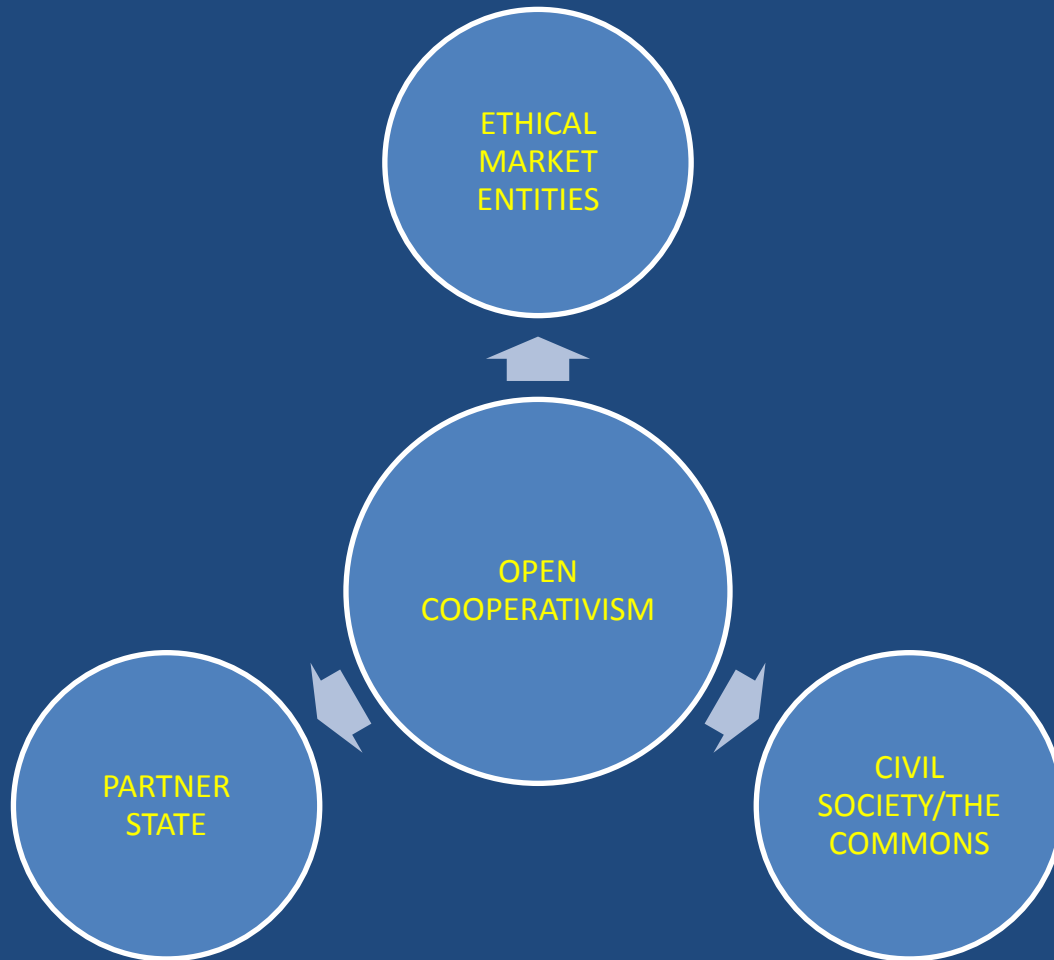 ETHICAL
MARKET
ENTITIES
OPEN
COOPERATIVISM
PARTNER
STATE
CIVIL
SOCIETY/THE
COMMONS